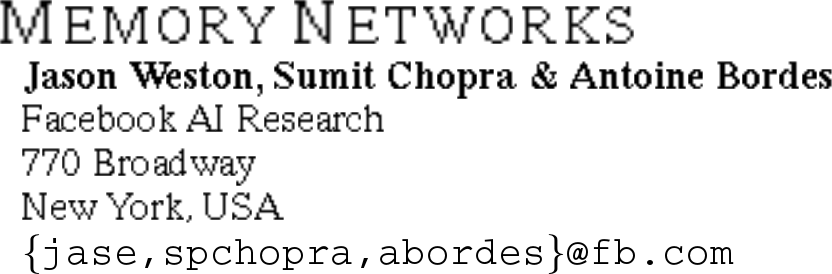 MEMORY NETWORKS
Jason Weston, Sumit Chopra & Antoine Bordes
Facebook AI Research
770 Broadway
New York, USA
{jase,spchopra,abordes}@fb.com